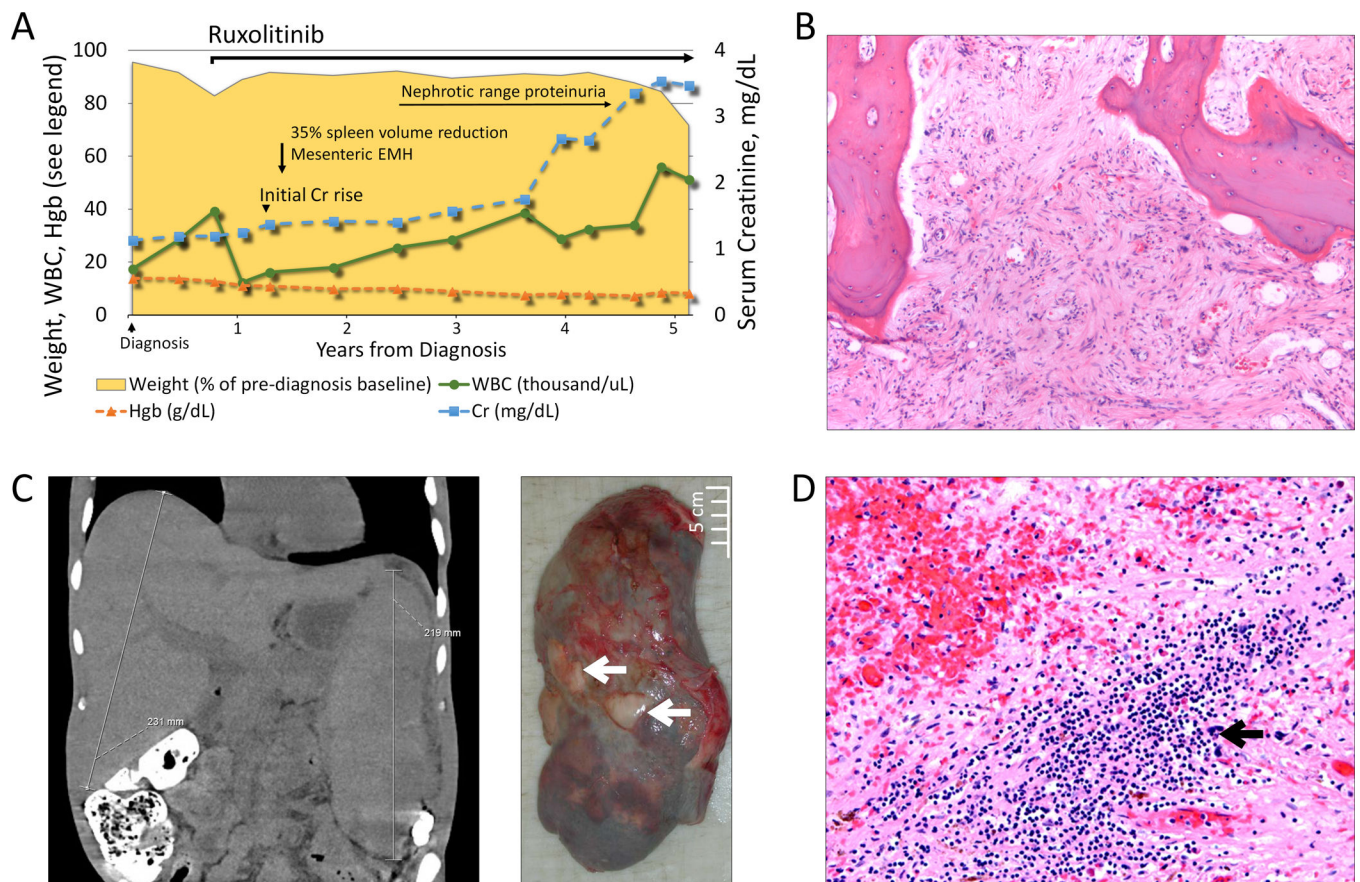 A
Ruxolitinib
100
80
60
40
20
0
4
3
2
1
0
Nephrotic range proteinuria
35% spleen volume reduction
Mesenteric EMH
Initial Cr rise
Weight, WBC, Hgb (see legend)
Serum Creatinine, mg/dL
1
2
3
4
5
Diagnosis
Years from Diagnosis
Weight (% of pre-diagnosis baseline)
WBC (thousand/uL)
Hgb (g/dL)
Cr (mg/dL)
B
C
219 mm
231 mm
5 cm
D